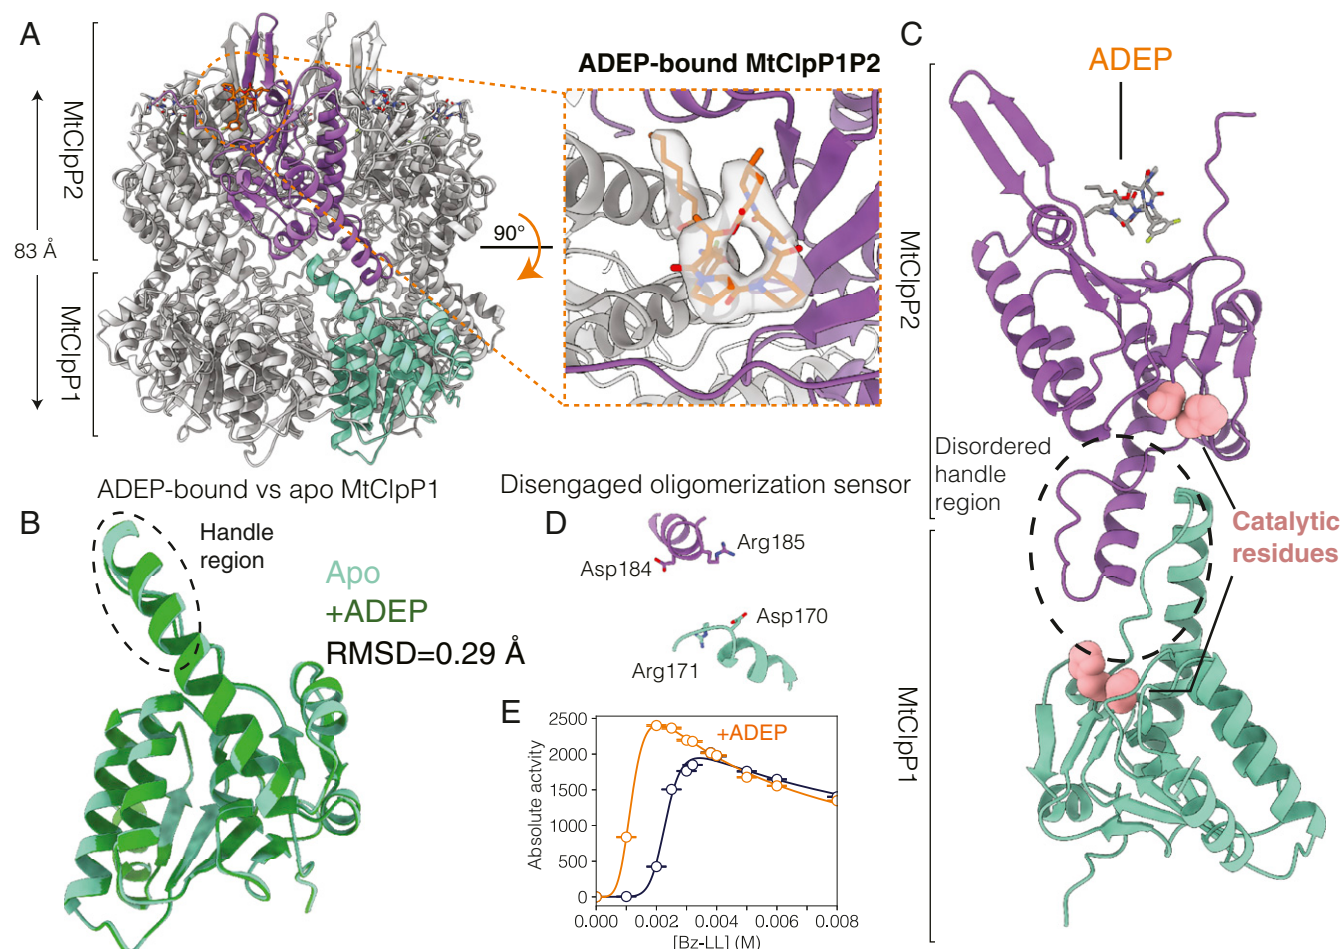 A
MtClpP2
83 Å
MtClpP1
ADEP-bound MtClpP1P2
90°
C
ADEP
MtClpP2
Disordered
handle
region
Catalytic
residues
MtClpP1
ADEP-bound vs apo MtClpP1
B
Handle
region
Apo
+ADEP
RMSD=0.29 Å
Disengaged oligomerization sensor
D
Arg185
Asp184
Asp170
Arg171
E
+ADEP
Absolute actvity
2500
2000
1500
1000
500
0
0.000
0.002
0.004
0.006
0.008
[Bz-LL] (M)